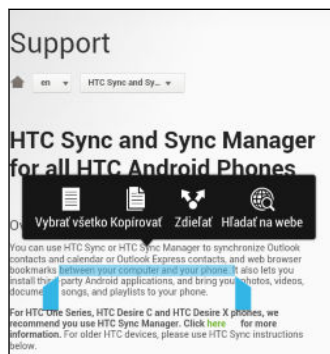 Support
en
HTC Sync and Sy...
HTC Sync and Sync Manager
for all HTC Android Phones
Vybrať všetko Kopírovať Zdieľať Hľadať na webe
You can use HTC Sync or HTC Sync Manager to synchronize Outlook
contacts and calendar or Outlook Express contacts, and web browser
bookmarks between your computer and your phone. It also lets you
install third-party Android applications, and bring your photos, videos,
documents, songs, and playlists to your phone.
For HTC One Series, HTC Desire C and HTC Desire X phones, we
recommend you use HTC Sync Manager. Click here for more
information. For older HTC devices, please use HTC Sync instructions
below.